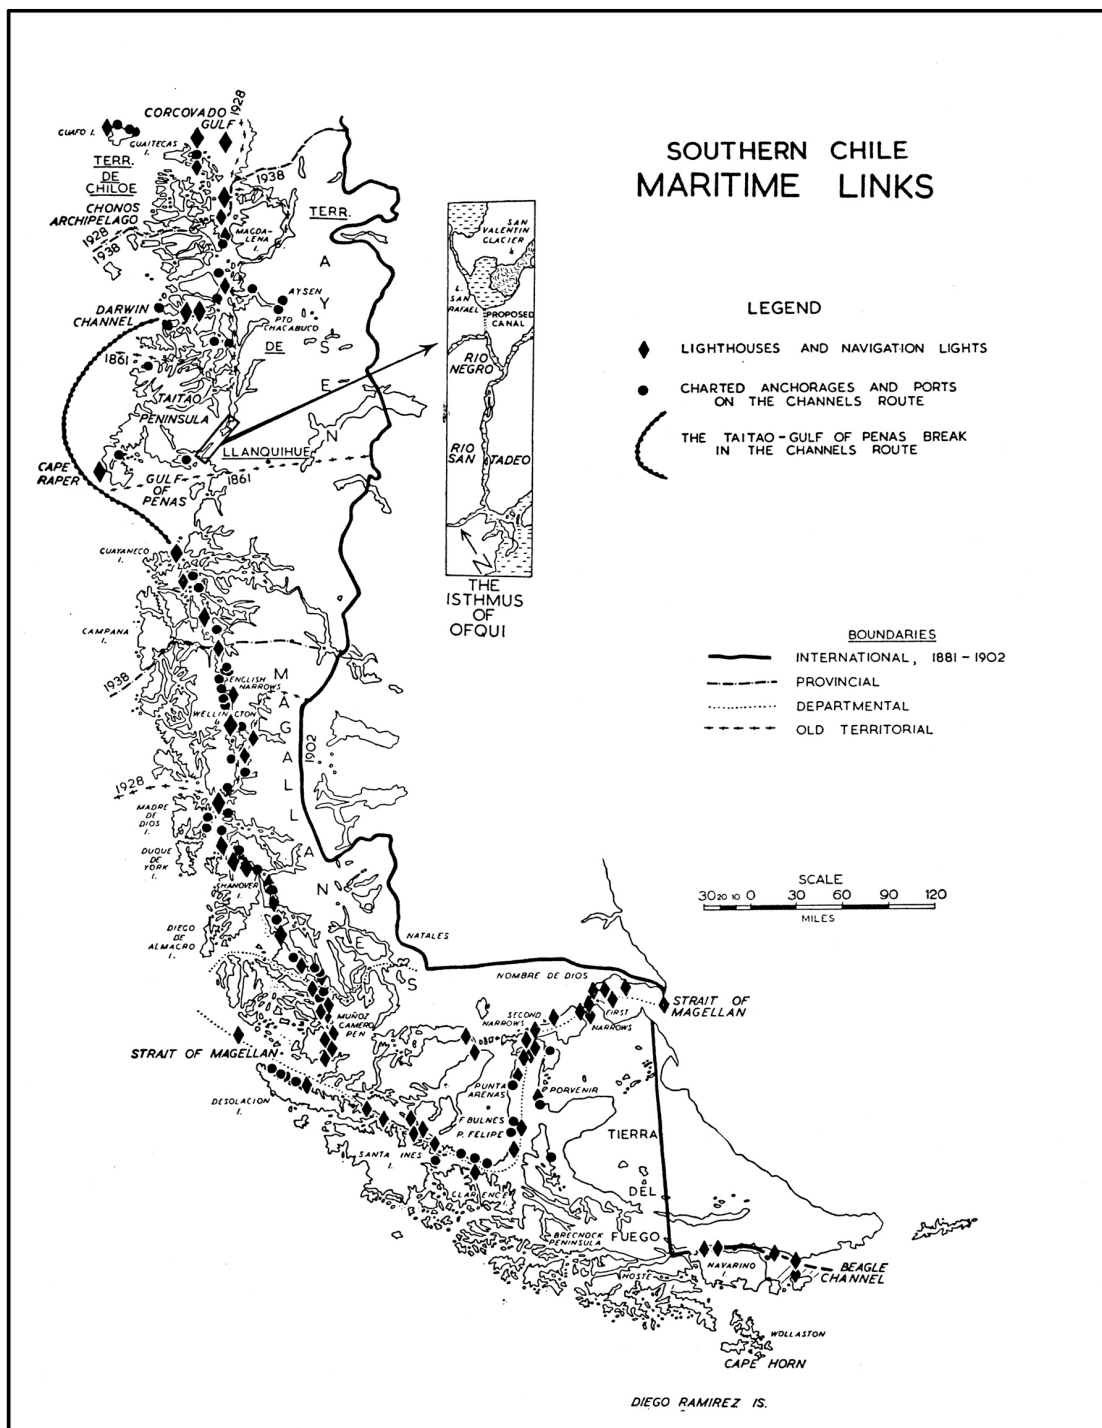 SOUTHERN CHILE
MARITIME LINKS
CORCOVADO
GULF
1928
GUAFO I.
GUAITECAS
I.
TERR.
DE
CHILOE
1938
CHONOS
ARCHIPELAGO
TERR.
1928
1938
MAGDA-
LENA I.
A
Y
S
E
N
AYSEN
PTO
CHACABUCO
DARWIN
CHANNEL
DE
1861
TAITAO
PENINSULA
LLANQUIHUE
CAPE
RAPER
GULF
OF
PENAS
1861
SAN
VALENTIN
GLACIER
L. SAN
RAFAEL
PROPOSED
CANAL
RIO
NEGRO
RIO
SAN
TADEO
N
THE
ISTHMUS
OF
OFQUI
LEGEND
LIGHTHOUSES AND NAVIGATION LIGHTS
CHARTED ANCHORAGES AND PORTS
ON THE CHANNELS ROUTE
THE TAITAO-GULF OF PENAS BREAK
IN THE CHANNELS ROUTE
BOUNDARIES
INTERNATIONAL, 1881-1902
PROVINCIAL
DEPARTMENTAL
OLD TERRITORIAL
GUAYANECO
I.
CAMPANA
I.
1938
ENGLISH
NARROWS
WELLINGTON
I.
M
A
G
A
L
L
A
N
E
S
1902
1928
MADRE
DE
DIOS
I.
DUQUE
DE
YORK
I.
HANOVER
I.
DIEGO
DE
ALMAGRO
I.
NATALES
SCALE
30 20 10 0 30 60 90 120
MILES
NOMBRE DE DIOS
STRAIT OF
MAGELLAN
SECOND
NARROWS
FIRST
NARROWS
MUÑOZ
GAMERO
PEN
STRAIT OF MAGELLAN
DESOLACION
I.
PUNTA
ARENAS
PORVENIR
F. BULNES
P. FELIPE
SANTA INES
I.
CLARENCE
I.
TIERRA
DEL
FUEGO
BRECNOCK
PENINSULA
HOSTE
I.
NAVARINO
I.
BEAGLE
CHANNEL
WOLLASTON
CAPE HORN
DIEGO RAMIREZ IS.